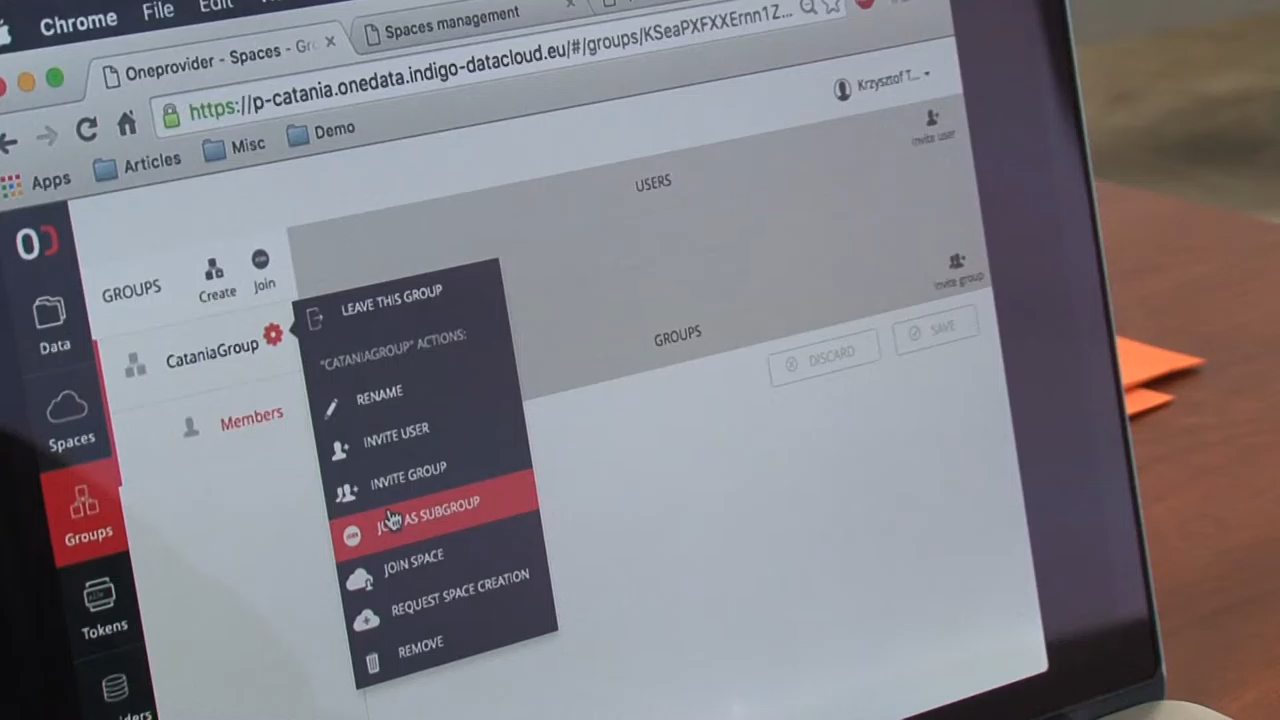 Chrome File Edit
Oneprovider - Spaces - Gr
Spaces management
https://p-catania.onedata.indigo-datacloud.eu/#/groups/KSeaPXFXXErnn1Z...
Apps Articles Misc Demo
Krzysztof T...
Invite user
USERS
Data
Spaces
Groups
Tokens
GROUPS Create Join
CataniaGroup
Members
LEAVE THIS GROUP
"CATANIAGROUP" ACTIONS:
RENAME
INVITE USER
INVITE GROUP
AS SUBGROUP
JOIN SPACE
REQUEST SPACE CREATION
REMOVE
Invite group
GROUPS
DISCARD SAVE